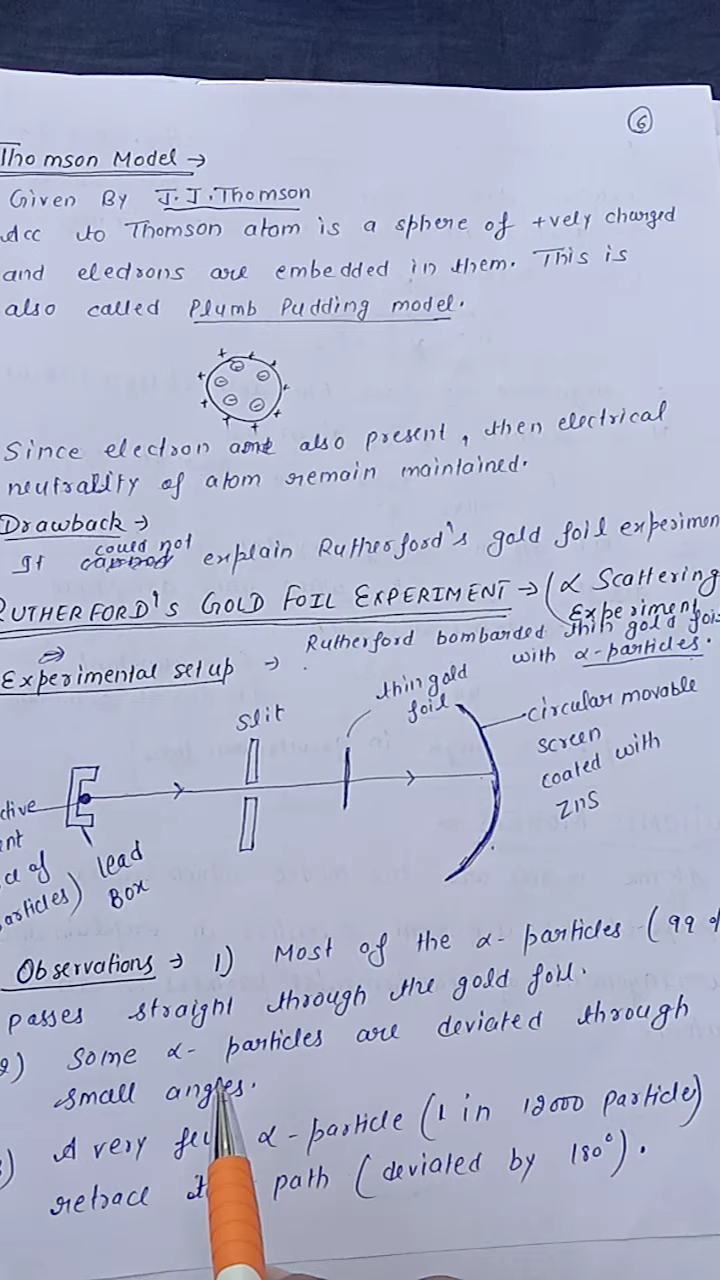 6
Thomson Model →
Given By J.J.Thomson
Acc to Thomson atom is a sphere of +vely charged
and eledrons are embedded in them. This is
also called Plumb Pudding model.
Since electron are also present, then electrical
neutrality of atom remain maintained.
Drawback →
It could not explain Rutherford's gold foil experimen
RUTHERFORD'S GOLD FOIL EXPERIMENT → (α Scattering
Experiment
Rutherford bombarded thin gold foil
Experimental setup → with α-particles.
slit
thin gold
foil
circular movable
screen
coated with
ZnS
lead
Box
ctive
articles)
Observations → 1) Most of the α- particles (99
passes straight through the gold foil.
2) Some α- particles are deviated through
small angles.
3) A very few α-particle (1 in 12000 particle)
retrace path (deviated by 180°).